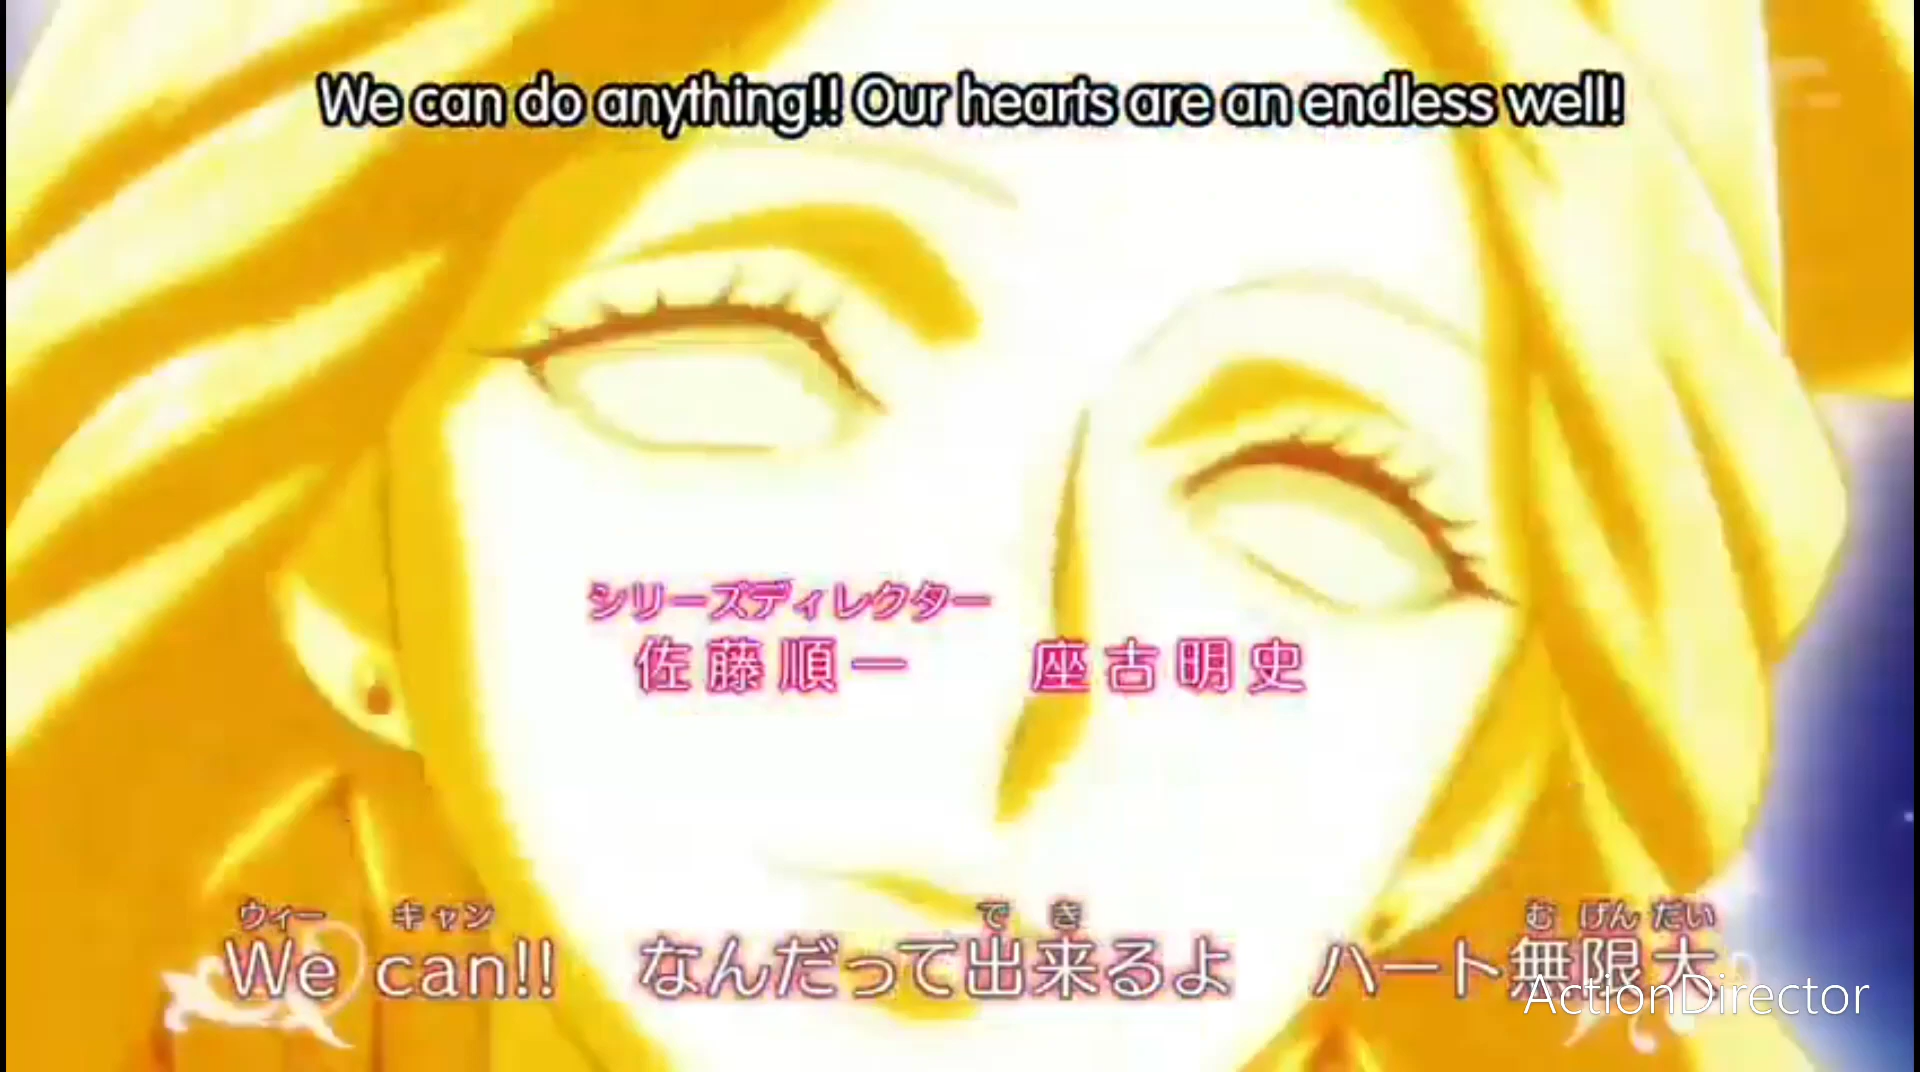 We can do anything!! Our hearts are an endless well!
シリーズディレクター
佐藤順一 座古明史
ウィー キャン で き む げん だい
We can!! なんだって出来るよ ハート無限大
ActionDirector